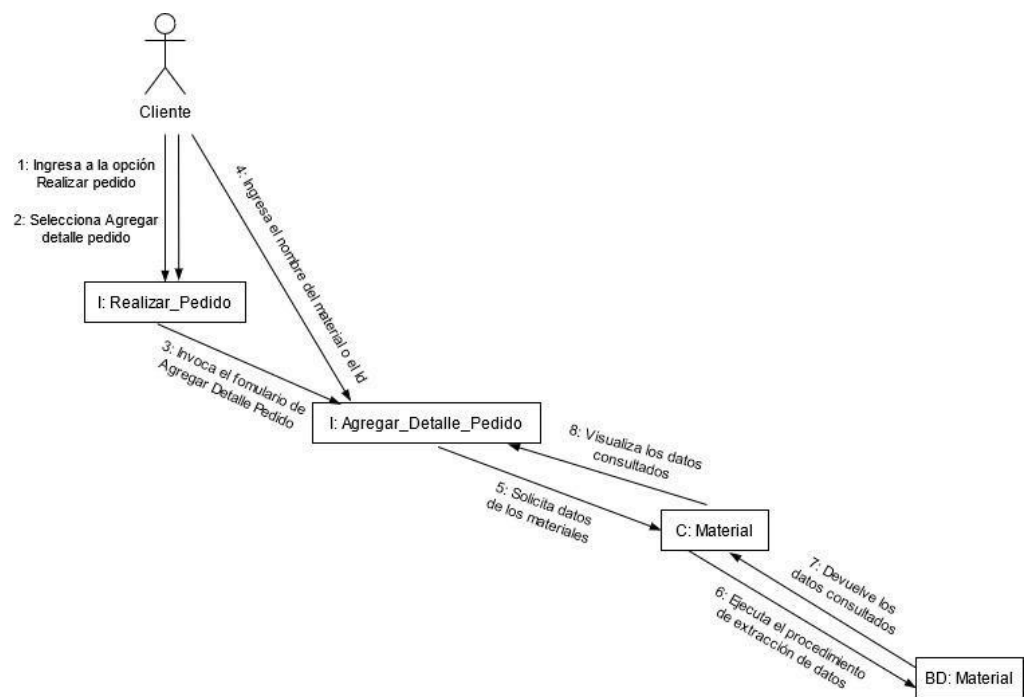 Cliente
1: Ingresa a la opción
Realizar pedido
2: Selecciona Agregar
detalle pedido
4: Ingresa el nombre del material o el Id
I: Realizar_Pedido
3: Invoca el fomulario de
Agregar Detalle Pedido
I: Agregar_Detalle_Pedido
8: Visualiza los datos
consultados
5: Solicita datos
de los materiales
C: Material
7: Devuelve los
datos consultados
6: Ejecuta el procedimiento
de extracción de datos
BD: Material